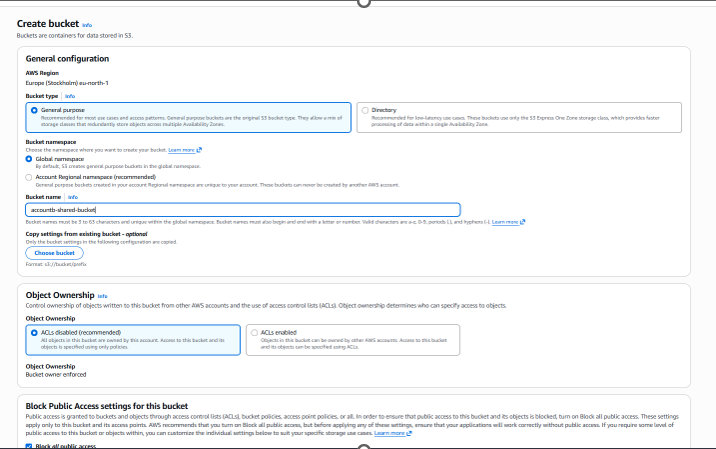 Create bucket Info
Buckets are containers for data stored in S3.
General configuration
AWS Region
Europe (Stockholm) eu-north-1
Bucket type | Info
General purpose
Recommended for most use cases and access patterns. General purpose buckets are the original S3 bucket type. They allow a mix of
storage classes that redundantly store objects across multiple Availability Zones.
Directory
Recommended for low-latency use cases. These buckets use only the S3 Express One Zone storage class, which provides faster
processing of data within a single Availability Zone.
Bucket namespace
Choose the namespace where you want to create your bucket. Learn more
Global namespace
By default, S3 creates general purpose buckets in the global namespace.
Account Regional namespace (recommended)
General purpose buckets created in your account Regional namespace are unique to your account. These buckets can never be created by another AWS account.
Bucket name | Info
accountb-shared-bucket
Bucket names must be 3 to 63 characters and unique within the global namespace. Bucket names must also begin and end with a letter or number. Valid characters are a-z, 0-9, periods (.), and hyphens (-). Learn more
Copy settings from existing bucket - optional
Only the bucket settings in the following configuration are copied.
Choose bucket
Format: s3://bucket/prefix
Object Ownership Info
Control ownership of objects written to this bucket from other AWS accounts and the use of access control lists (ACLs). Object ownership determines who can specify access to objects.
Object Ownership
ACLs disabled (recommended)
All objects in this bucket are owned by this account. Access to this bucket and its
objects is specified using only policies.
ACLs enabled
Objects in this bucket can be owned by other AWS accounts. Access to this bucket
and its objects can be specified using ACLs.
Object Ownership
Bucket owner enforced
Block Public Access settings for this bucket
Public access is granted to buckets and objects through access control lists (ACLs), bucket policies, access point policies, or all. In order to ensure that public access to this bucket and its objects is blocked, turn on Block all public access. These settings
apply only to this bucket and its access points. AWS recommends that you turn on Block all public access, but before applying any of these settings, ensure that your applications will work correctly without public access. If you require some level of
public access to this bucket or objects within, you can customize the individual settings below to suit your specific storage use cases. Learn more
Block all public access